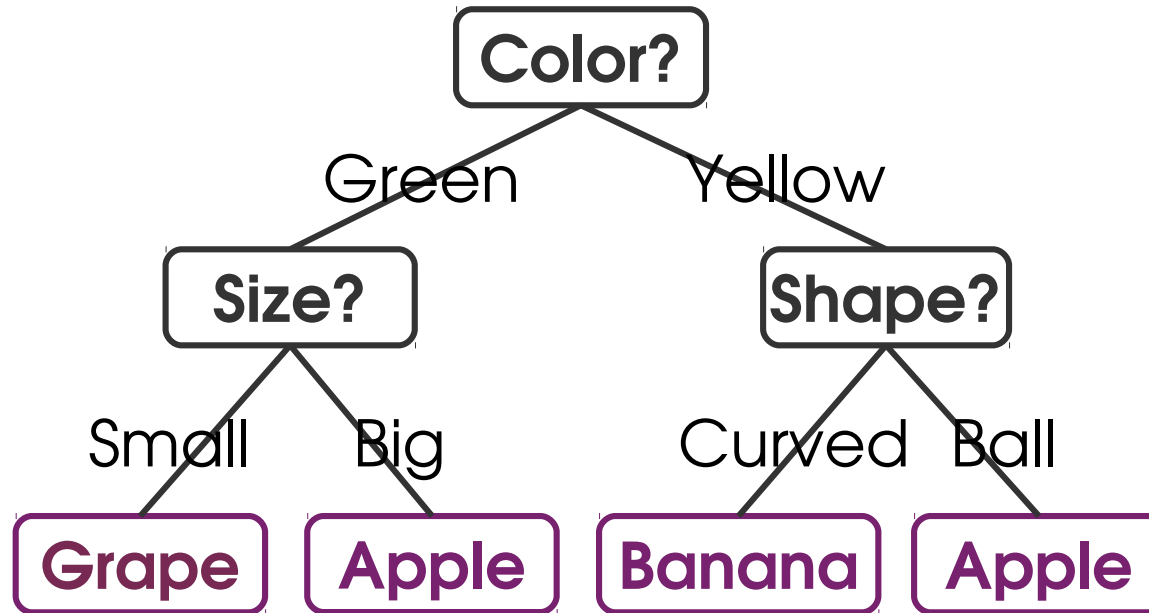 Color?
Green Yellow
Size? Shape?
Small Big Curved Ball
Grape Apple Banana Apple